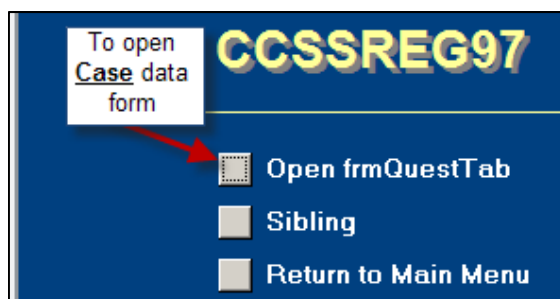 To open
Case data
form
CCSSREG97
Open frmQuestTab
Sibling
Return to Main Menu